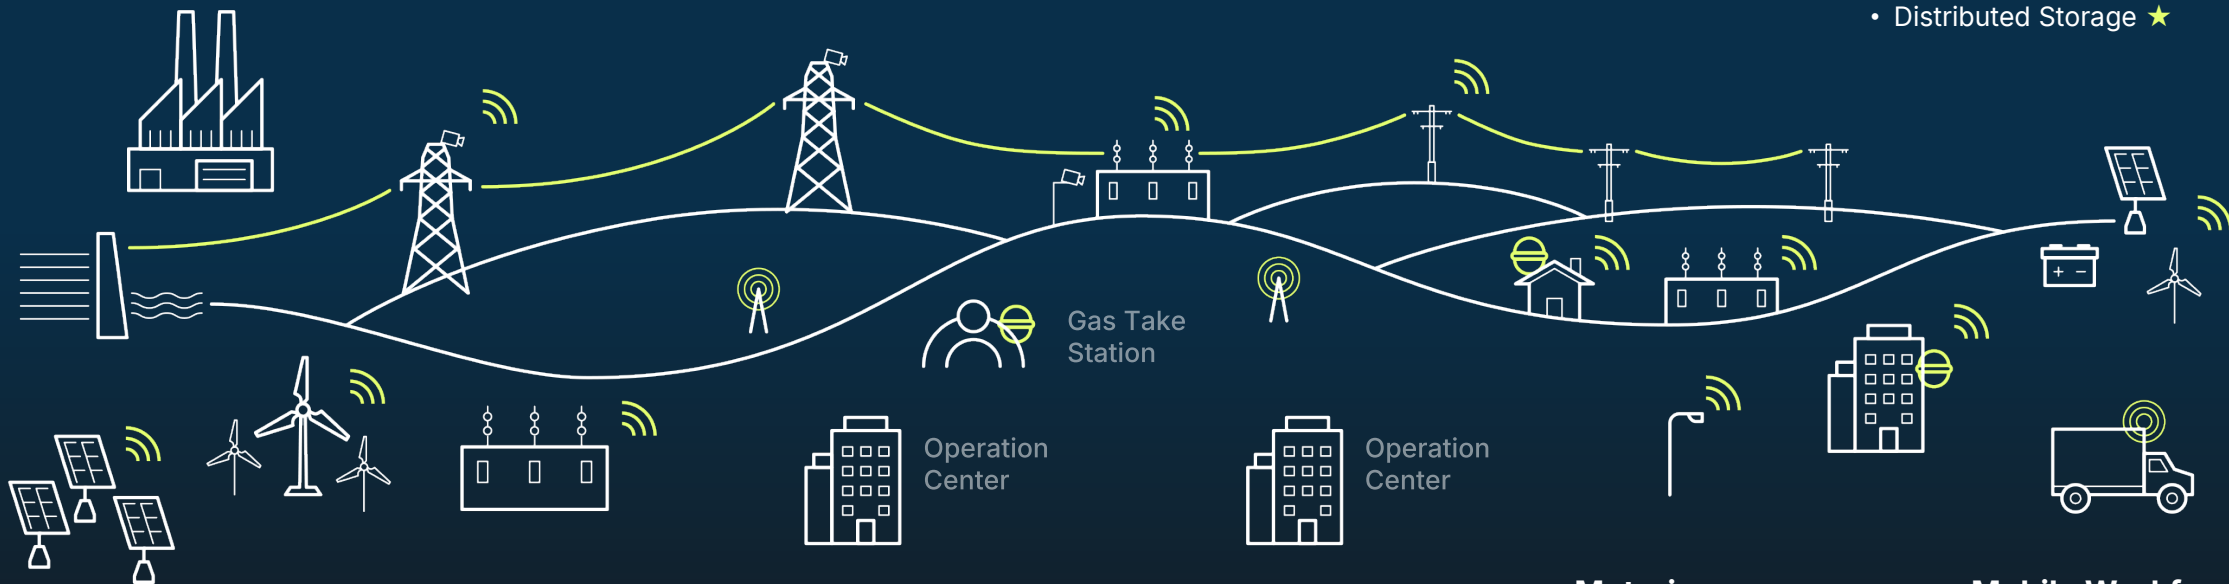 • Distributed Storage ★
Gas Take
Station
Operation
Center
Operation
Center